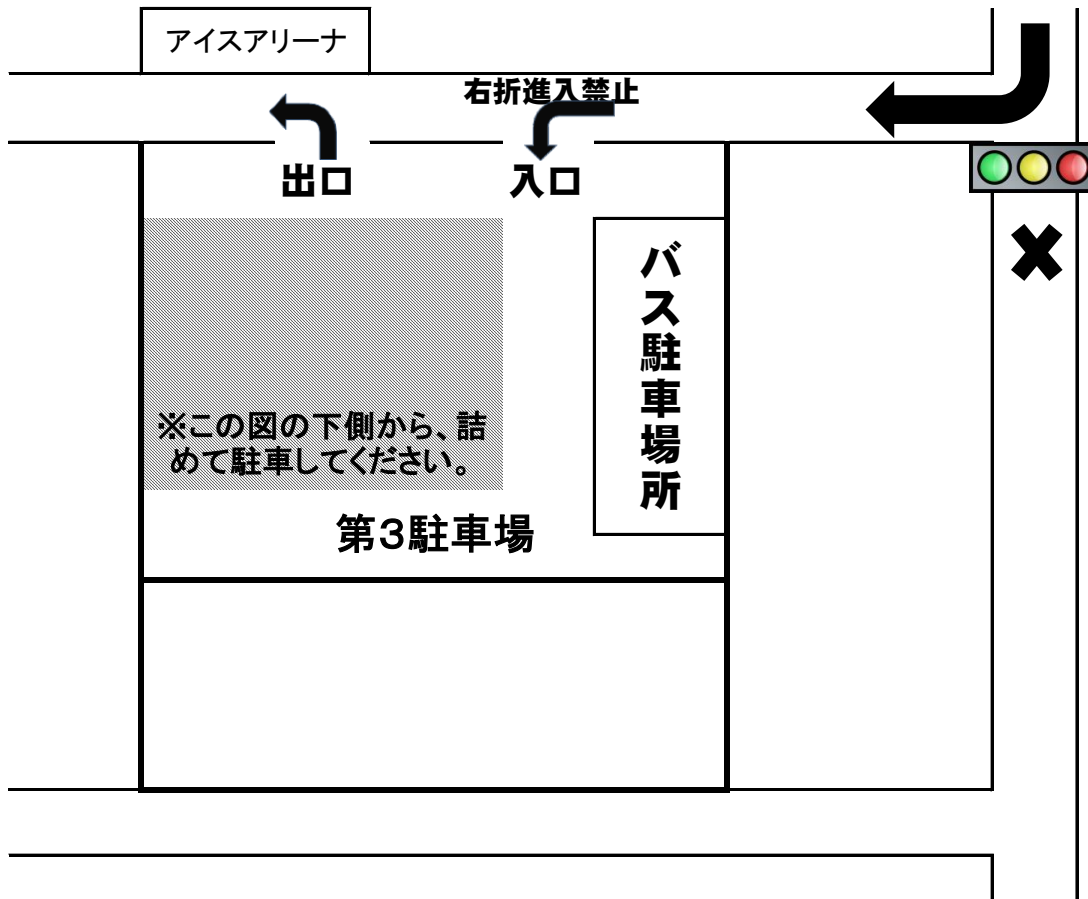 アイスアリーナ
右折進入禁止
出口
入口
バス駐車場所
※この図の下側から、詰
めて駐車してください。
第3駐車場